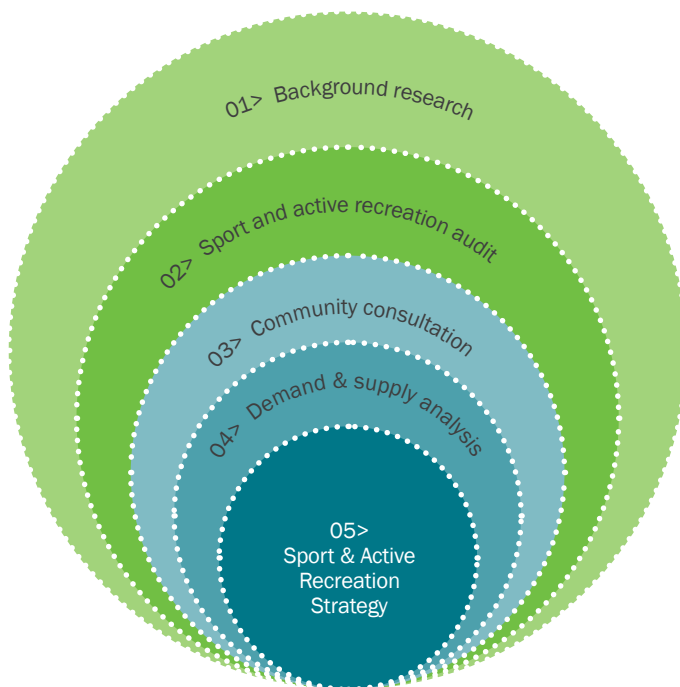 01> Background research
02> Sport and active recreation audit
03> Community consultation
04> Demand & supply analysis
05>
Sport & Active
Recreation
Strategy